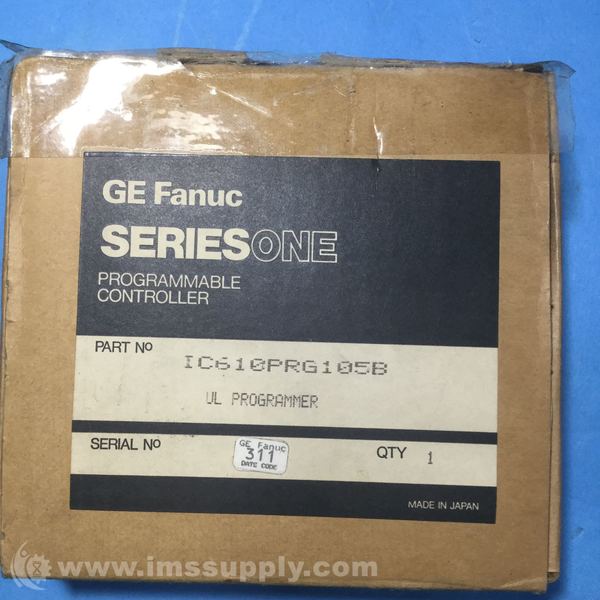 GE Fanuc
SERIESONE
PROGRAMMABLE
CONTROLLER
PART Nº
IC610PRG105B
UL PROGRAMMER
SERIAL Nº
GE Fanuc
311
DATE CODE
QTY 1
MADE IN JAPAN
www.imssupply.com